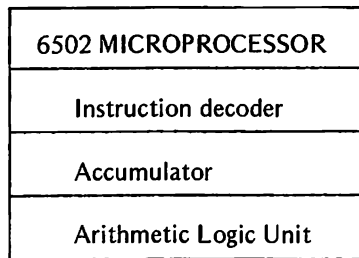 6502 MICROPROCESSOR
Instruction decoder
Accumulator
Arithmetic Logic Unit